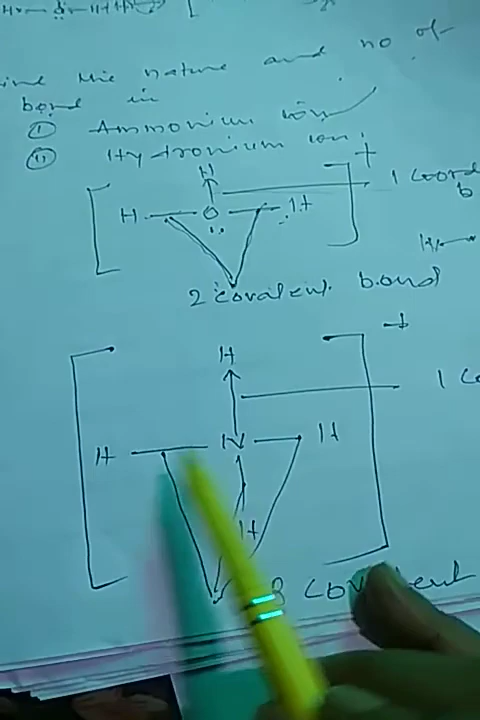 the nature and no of
bond in
(i) Ammonium ion
(ii) Hydronium ion
H +
H O H 1 coord
b
2 covalent bond
+
H
1 Co
H N H
H
3 covalent